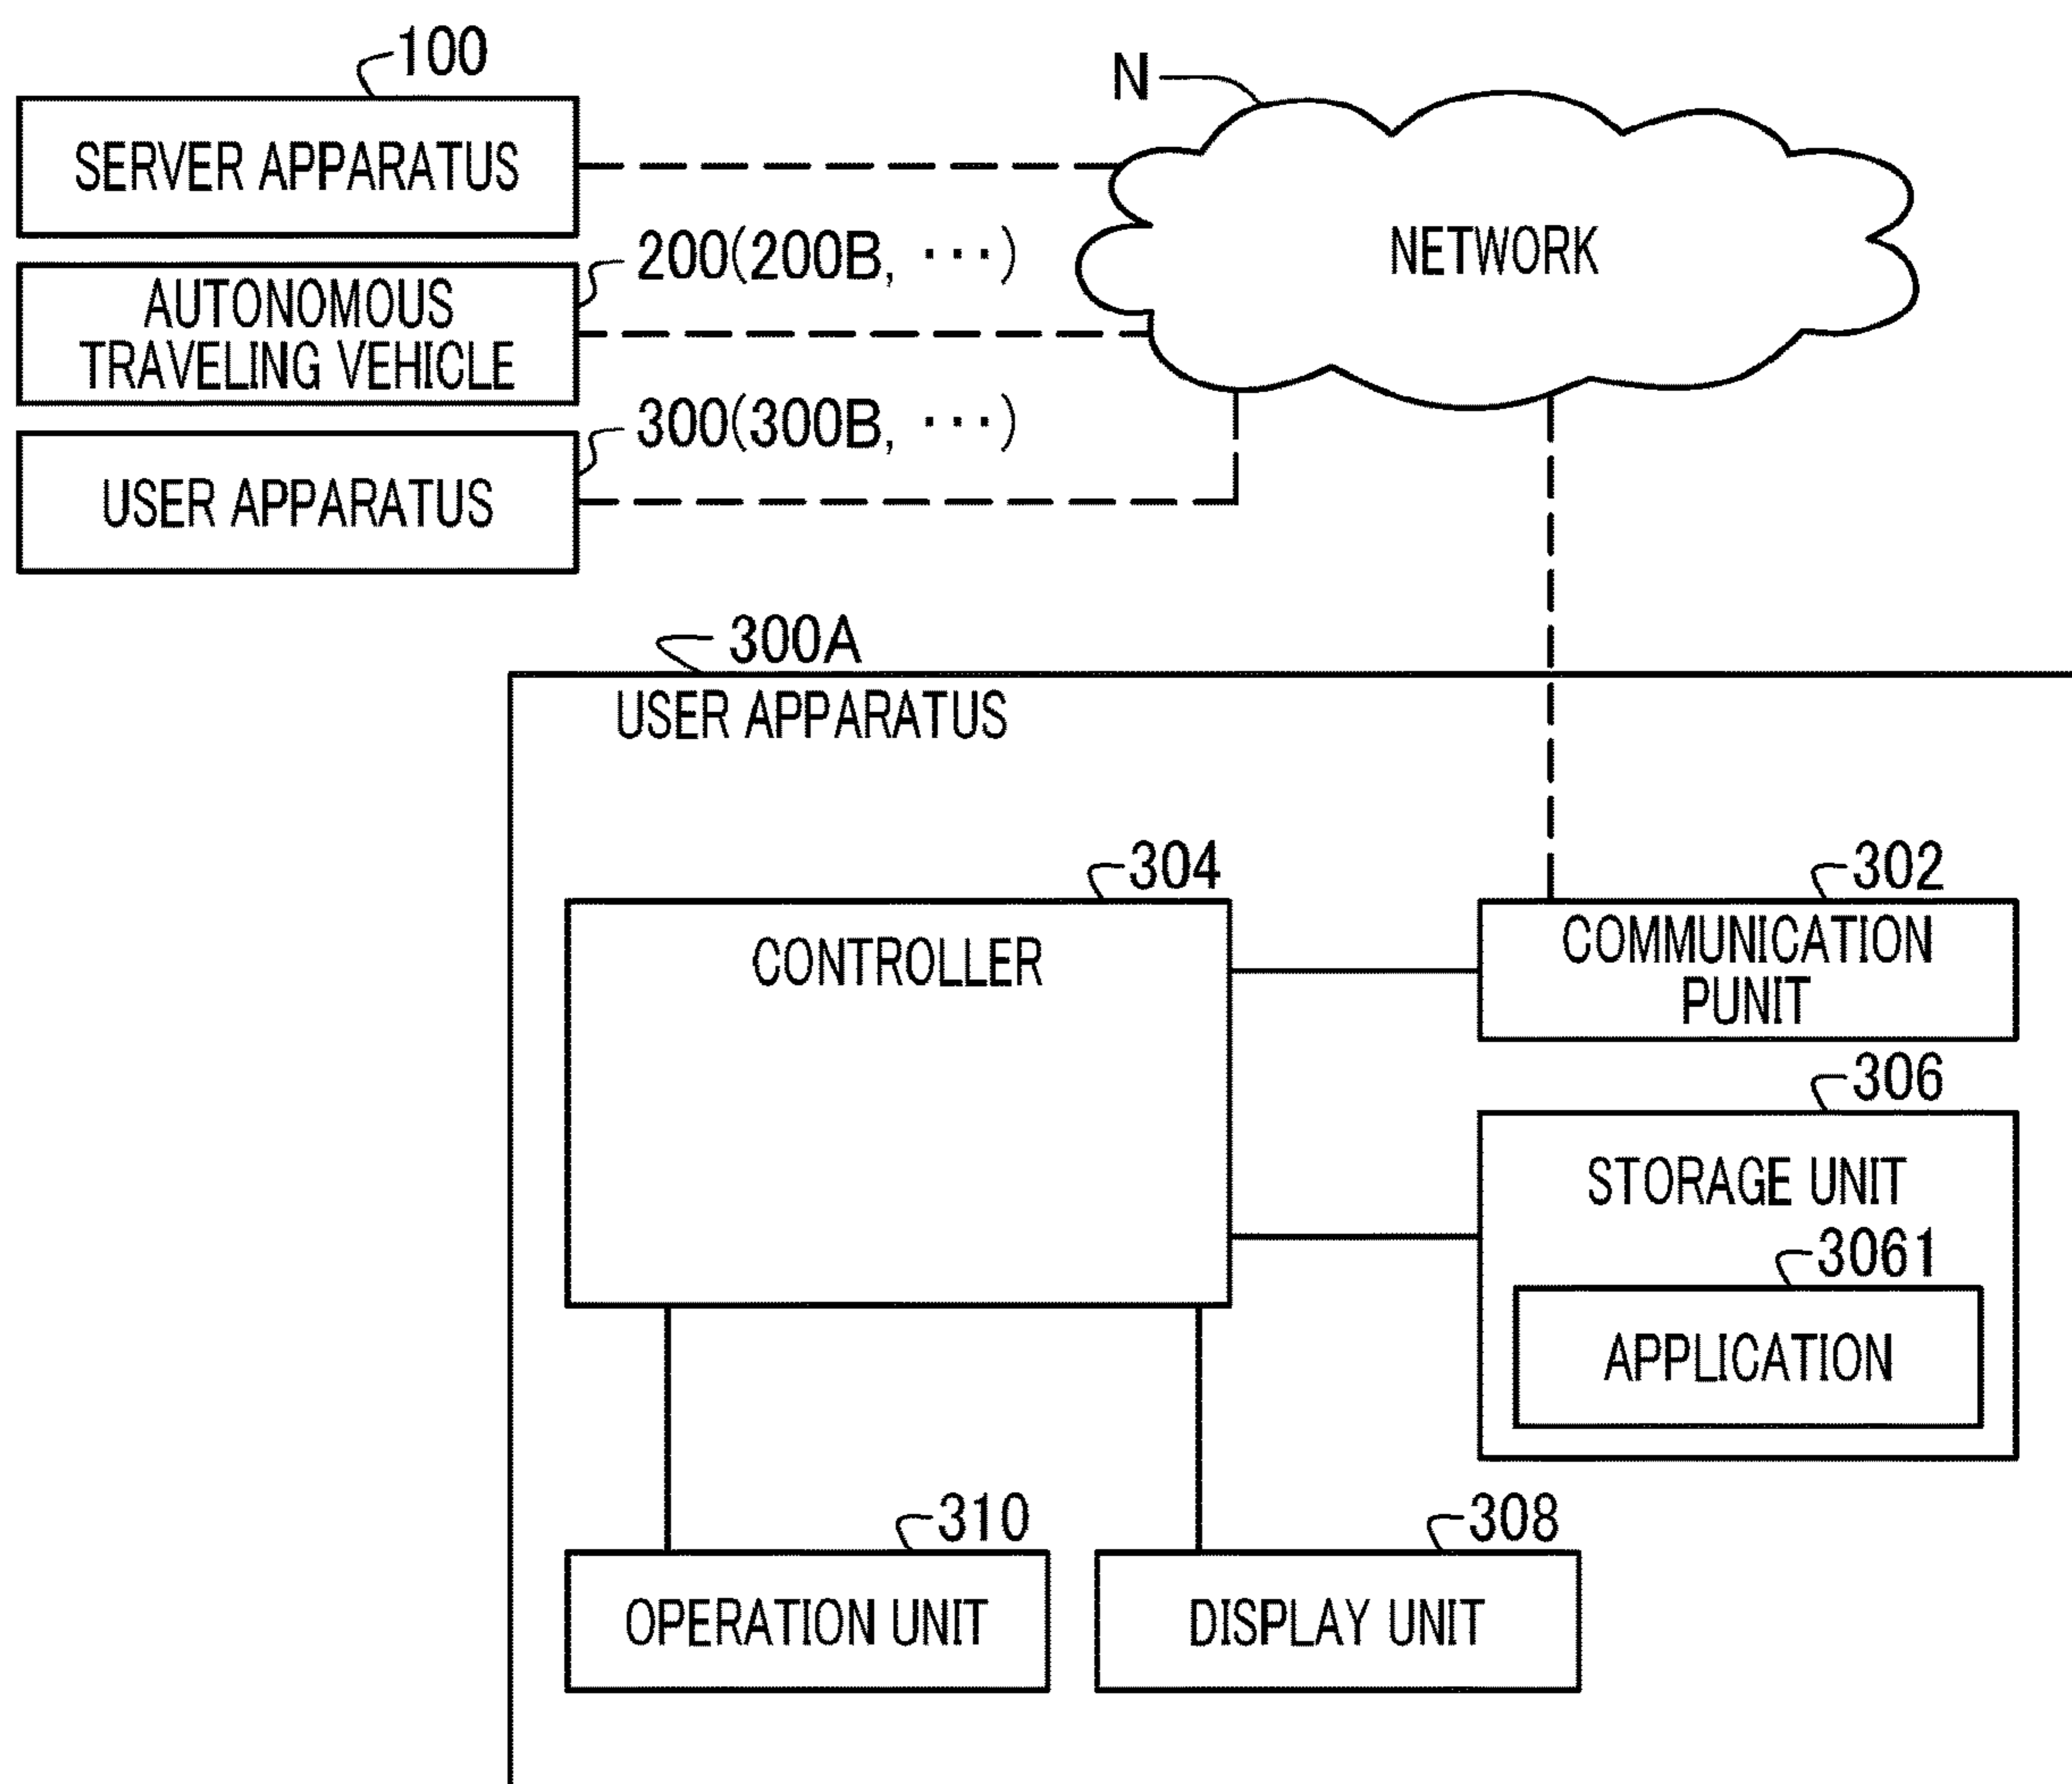 100
N
SERVER APPARATUS
200(200B, ···)
NETWORK
AUTONOMOUS
TRAVELING VEHICLE
300(300B, ···)
USER APPARATUS
300A
USER APPARATUS
304
302
CONTROLLER
COMMUNICATION
PUNIT
306
STORAGE UNIT
3061
APPLICATION
310
308
OPERATION UNIT
DISPLAY UNIT